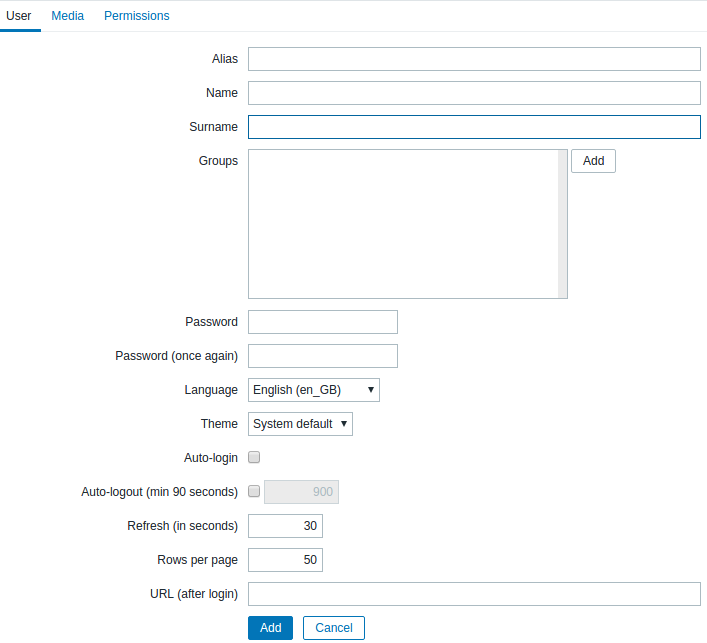 User Media Permissions
Alias
Name
Surname
Groups Add
Password
Password (once again)
Language English (en_GB)
Theme System default
Auto-login
Auto-logout (min 90 seconds) 900
Refresh (in seconds) 30
Rows per page 50
URL (after login)
Add Cancel